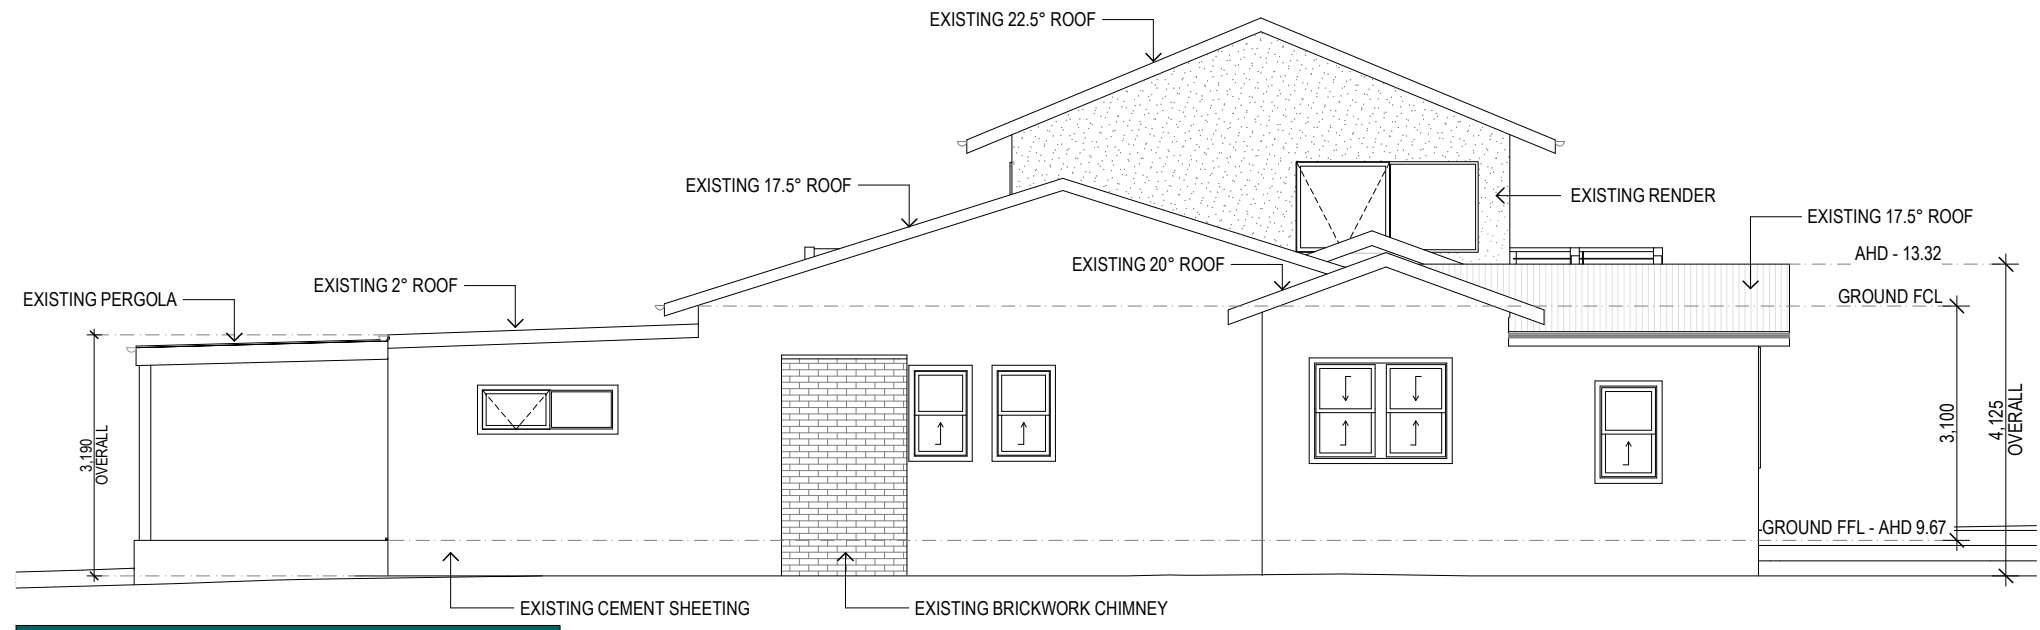 EXISTING 22.5° ROOF
EXISTING 17.5° ROOF
EXISTING RENDER
EXISTING 17.5° ROOF
AHD - 13.32
EXISTING 20° ROOF
EXISTING 2° ROOF
EXISTING PERGOLA
GROUND FCL
3,190
OVERALL
3,100
4,125
OVERALL
GROUND FFL - AHD 9.67
EXISTING CEMENT SHEETING
EXISTING BRICKWORK CHIMNEY